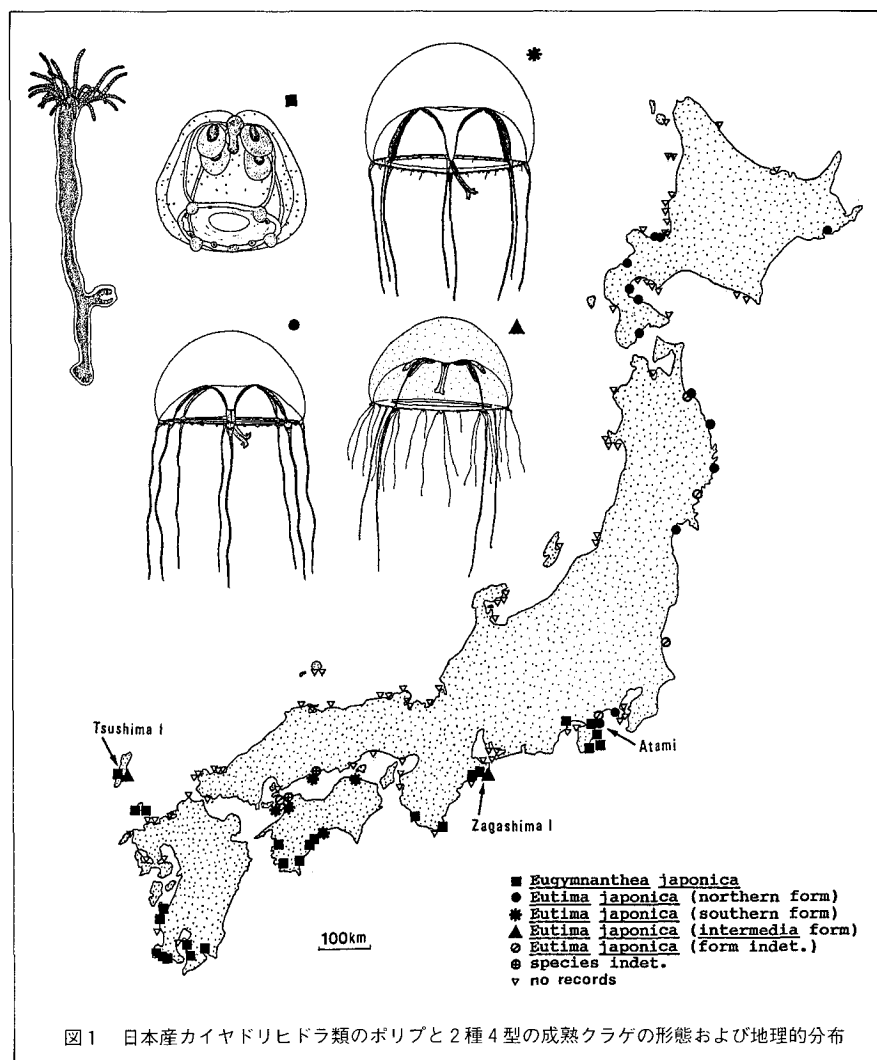 Tsushima I
Atami
Zagashima I
■ Eugymnanthea japonica
● Eutima japonica (northern form)
✱ Eutima japonica (southern form)
▲ Eutima japonica (intermedia form)
⊘ Eutima japonica (form indet.)
⊕ species indet.
▽ no records
100km
図1 日本産カイヤドリヒドラ類のポリプと2種4型の成熟クラゲの形態および地理的分布